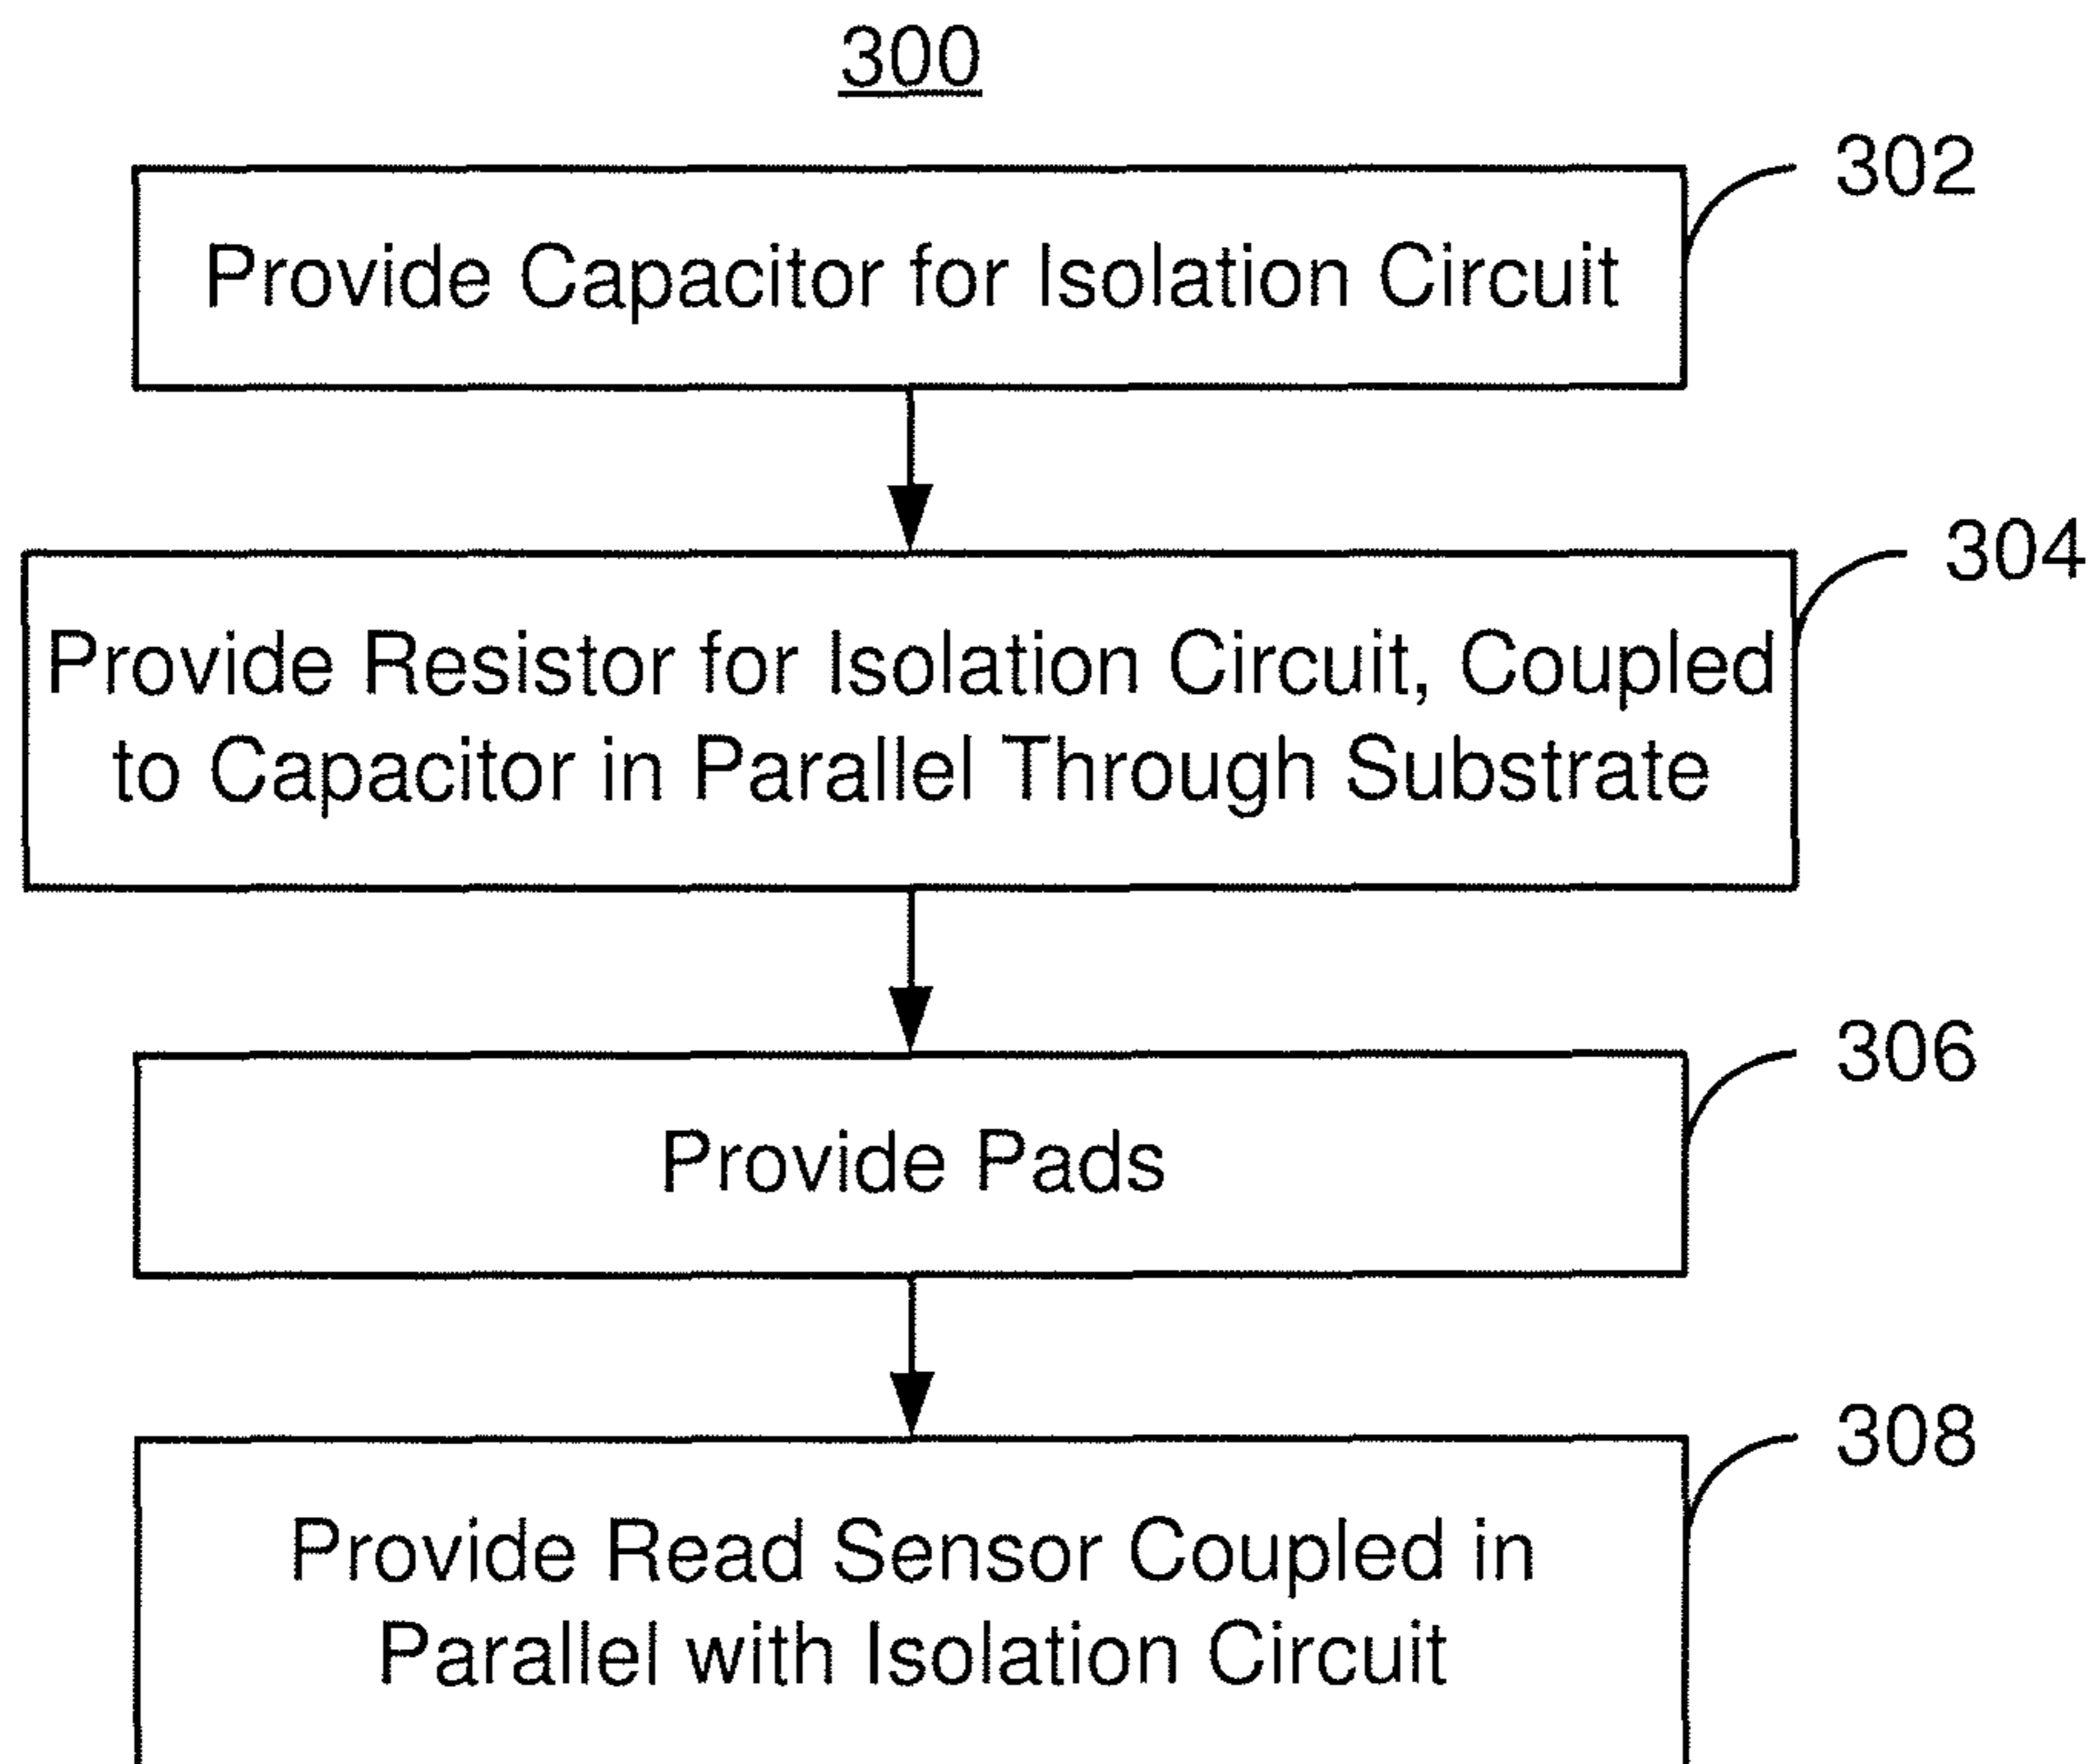 300
302
Provide Capacitor for Isolation Circuit
304
Provide Resistor for Isolation Circuit, Coupled
to Capacitor in Parallel Through Substrate
306
Provide Pads
308
Provide Read Sensor Coupled in
Parallel with Isolation Circuit